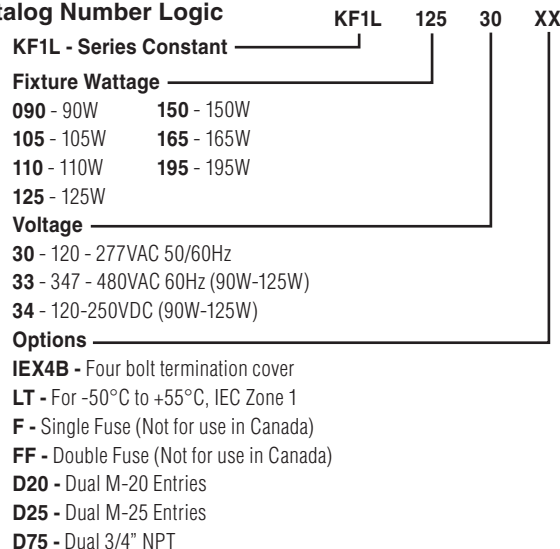 talog Number Logic KF1L 125 30 XX
KF1L - Series Constant
Fixture Wattage
090 - 90W 150 - 150W
105 - 105W 165 - 165W
110 - 110W 195 - 195W
125 - 125W
Voltage
30 - 120 - 277VAC 50/60Hz
33 - 347 - 480VAC 60Hz (90W-125W)
34 - 120-250VDC (90W-125W)
Options
IEX4B - Four bolt termination cover
LT - For -50°C to +55°C, IEC Zone 1
F - Single Fuse (Not for use in Canada)
FF - Double Fuse (Not for use in Canada)
D20 - Dual M-20 Entries
D25 - Dual M-25 Entries
D75 - Dual 3/4" NPT